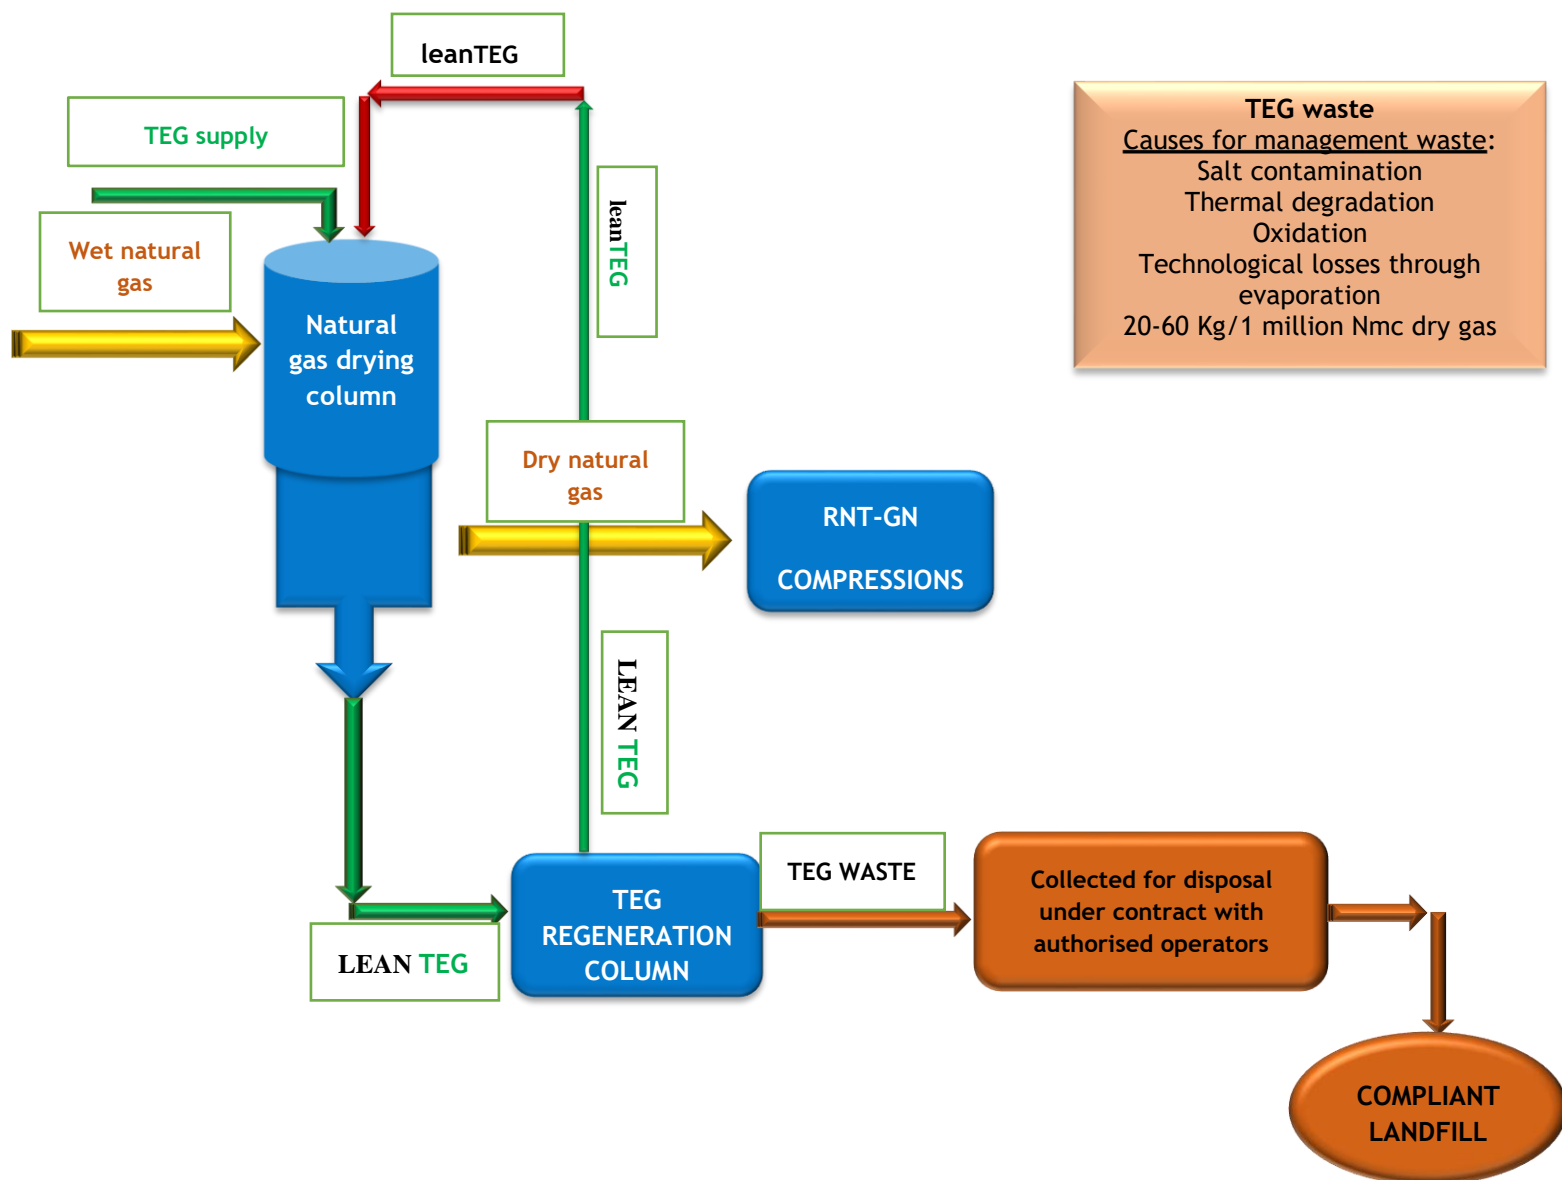 leanTEG
TEG supply
Wet natural
gas
Natural
gas drying
column
leanTEG
TEG waste
Causes for management waste:
Salt contamination
Thermal degradation
Oxidation
Technological losses through
evaporation
20-60 Kg/1 million Nmc dry gas
Dry natural
gas
RNT-GN
COMPRESSIONS
LEAN TEG
LEAN TEG
TEG
REGENERATION
COLUMN
TEG WASTE
Collected for disposal
under contract with
authorised operators
COMPLIANT
LANDFILL